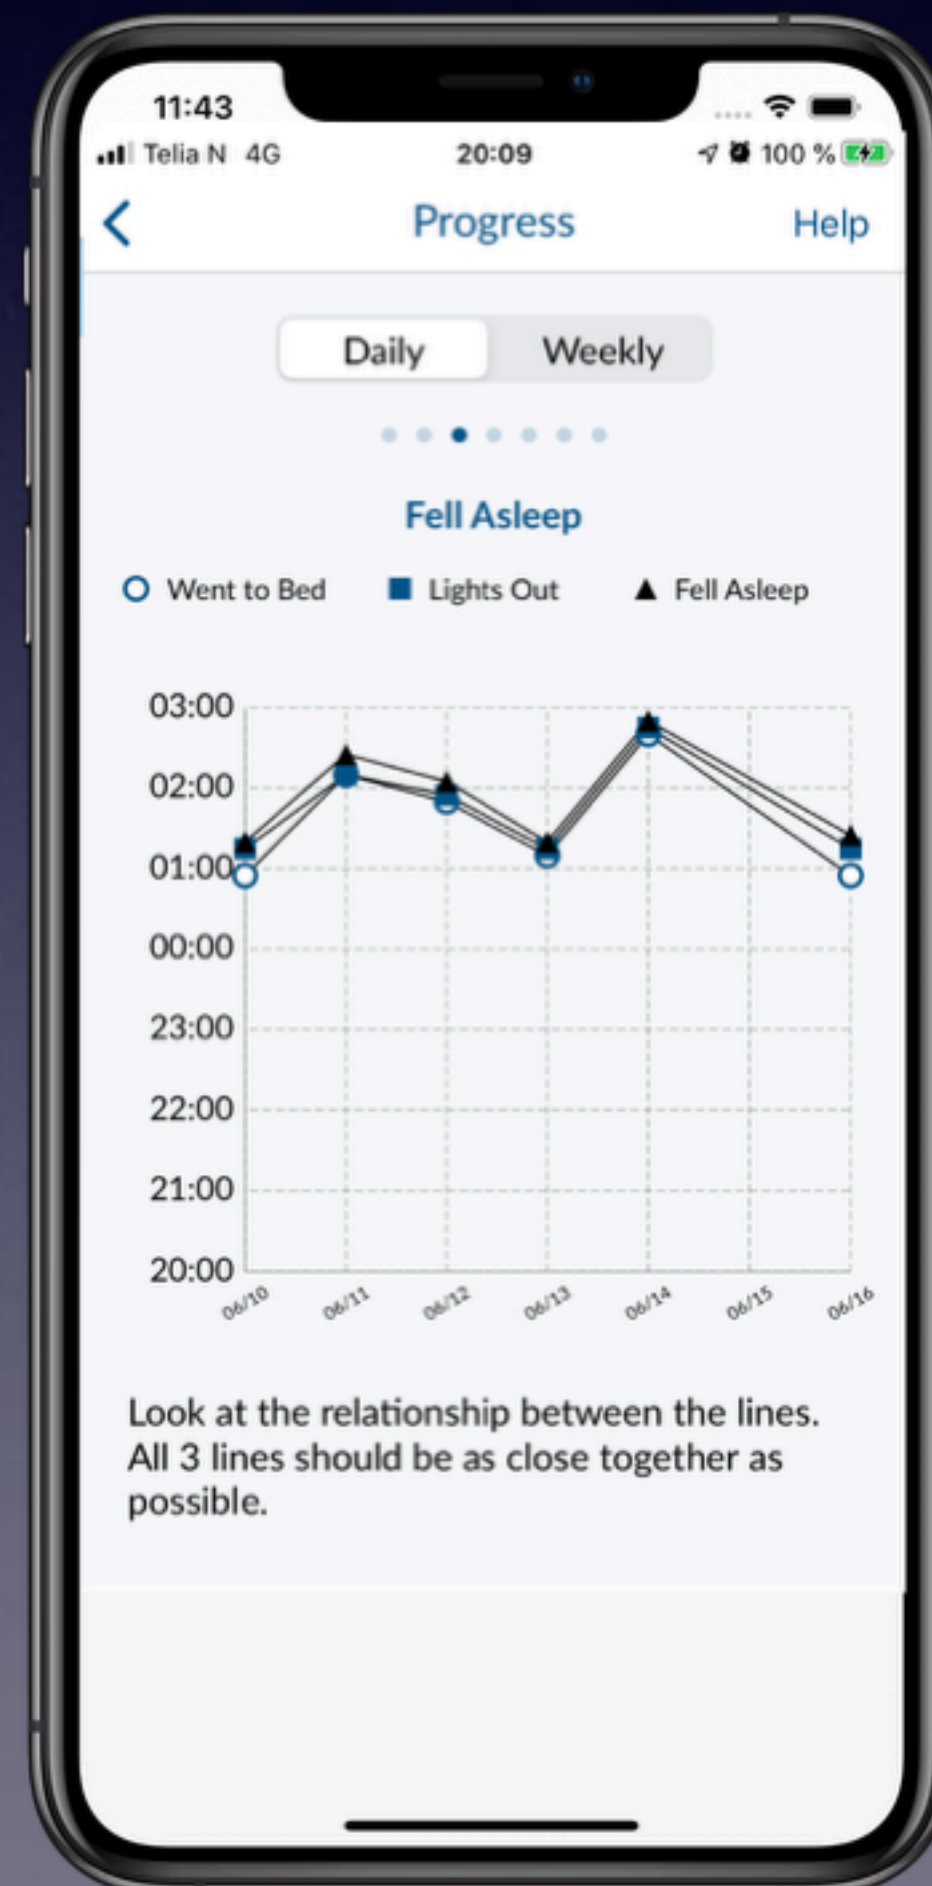 11:43
Telia N 4G 20:09 100 %
Progress Help
Daily Weekly
Fell Asleep
Went to Bed Lights Out Fell Asleep
03:00
02:00
01:00
00:00
23:00
22:00
21:00
20:00
06/10 06/11 06/12 06/13 06/14 06/15 06/16
Look at the relationship between the lines.
All 3 lines should be as close together as
possible.